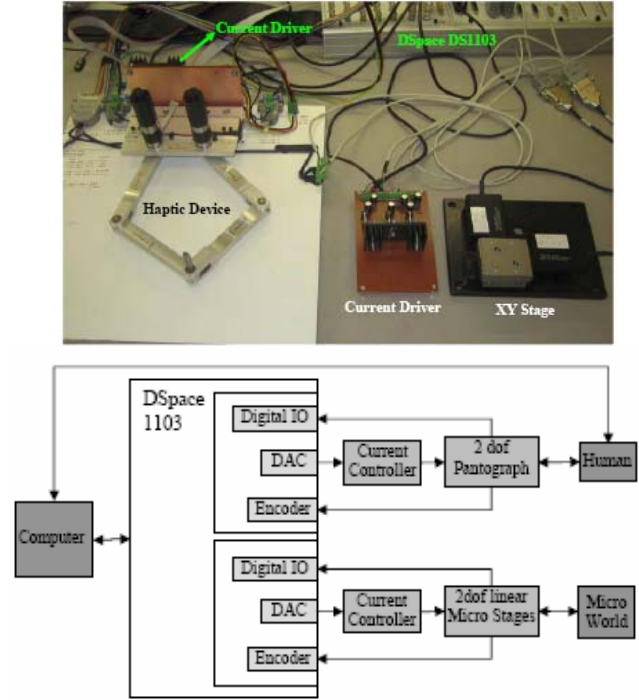 Current Driver
DSpace DS1103
Haptic Device
Current Driver
XY Stage
DSpace
1103
Digital IO
DAC
Encoder
Current
Controller
2 dof
Pantograph
Human
Computer
Digital IO
DAC
Encoder
Current
Controller
2dof linear
Micro Stages
Micro
World